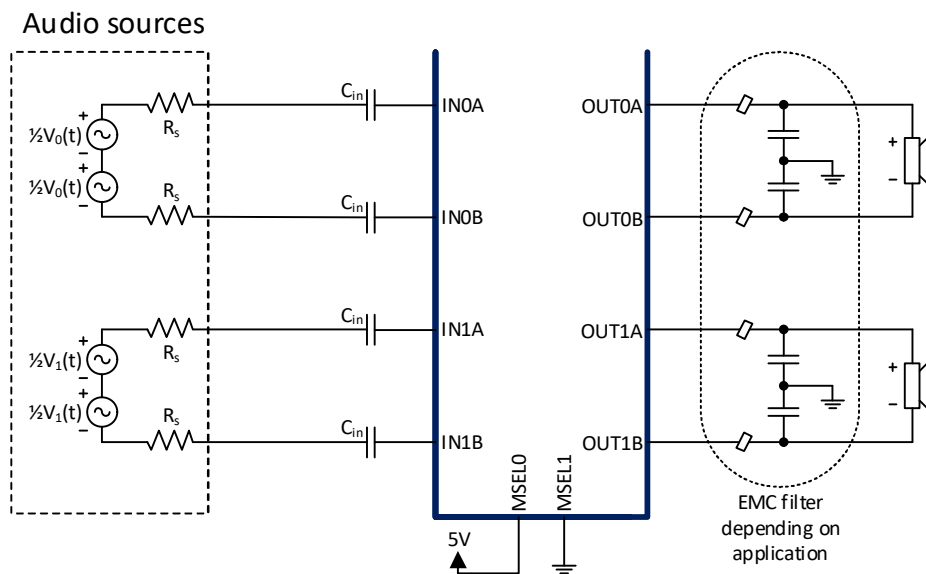 Audio sources
+
½V₀(t)
−
+
½V₀(t)
−
Rₛ
Rₛ
Cᵢₙ
Cᵢₙ
IN0A
IN0B
OUT0A
OUT0B
+
−
+
½V₁(t)
−
+
½V₁(t)
−
Rₛ
Rₛ
Cᵢₙ
Cᵢₙ
IN1A
IN1B
OUT1A
OUT1B
+
−
MSEL0
MSEL1
5V
EMC filter
depending on
application